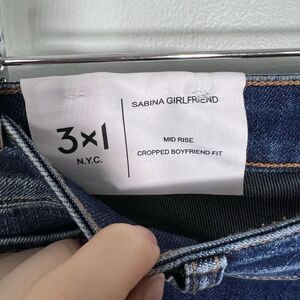 3×1
N.Y.C.
SABINA GIRLFRIEND
MID RISE
CROPPED BOYFRIEND FIT